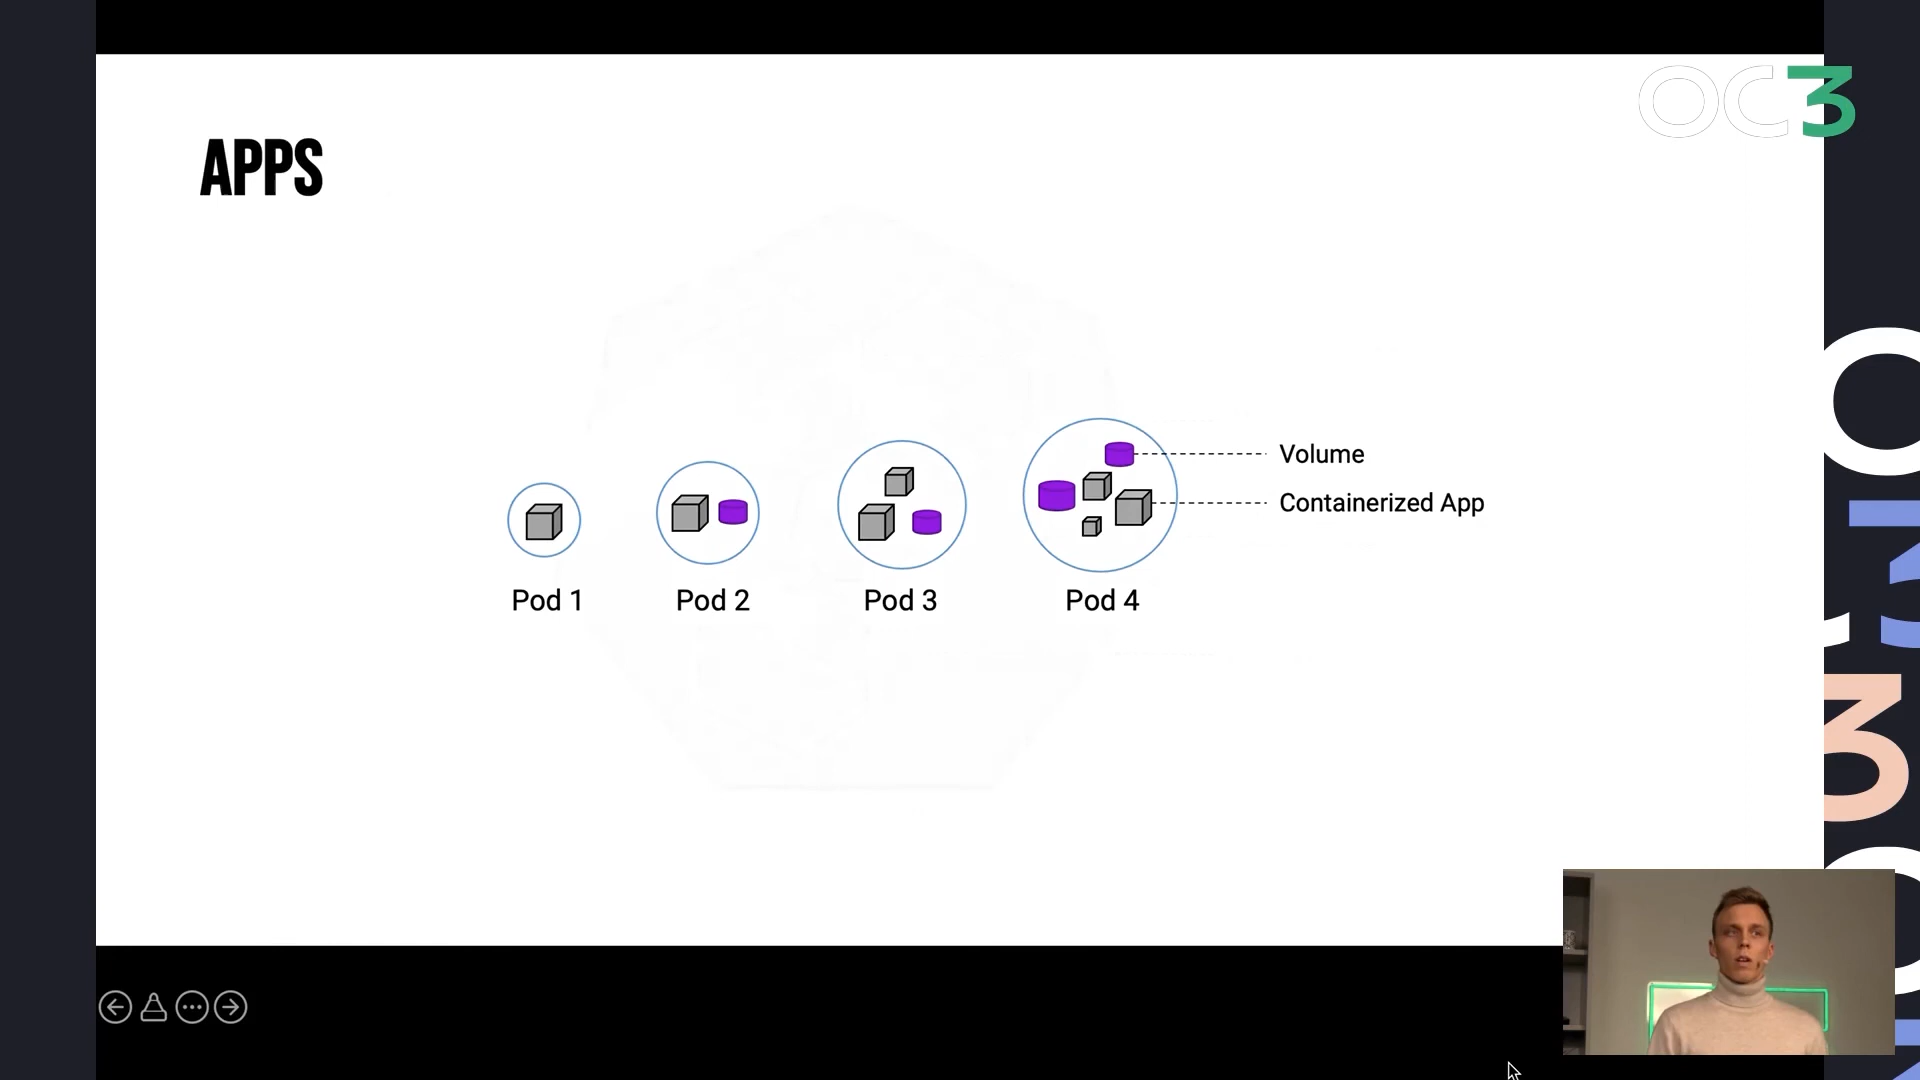 OC3
APPS
Volume
Containerized App
Pod 1
Pod 2
Pod 3
Pod 4